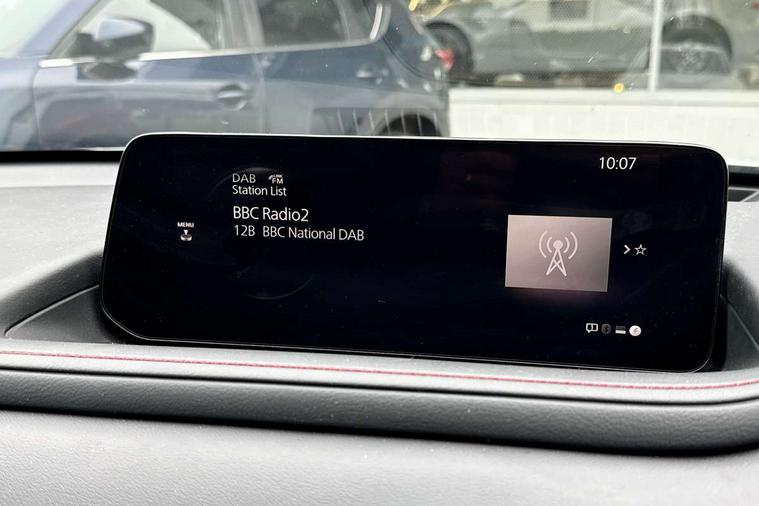 10:07
DAB FM
Station List
BBC Radio2
12B BBC National DAB
MENU